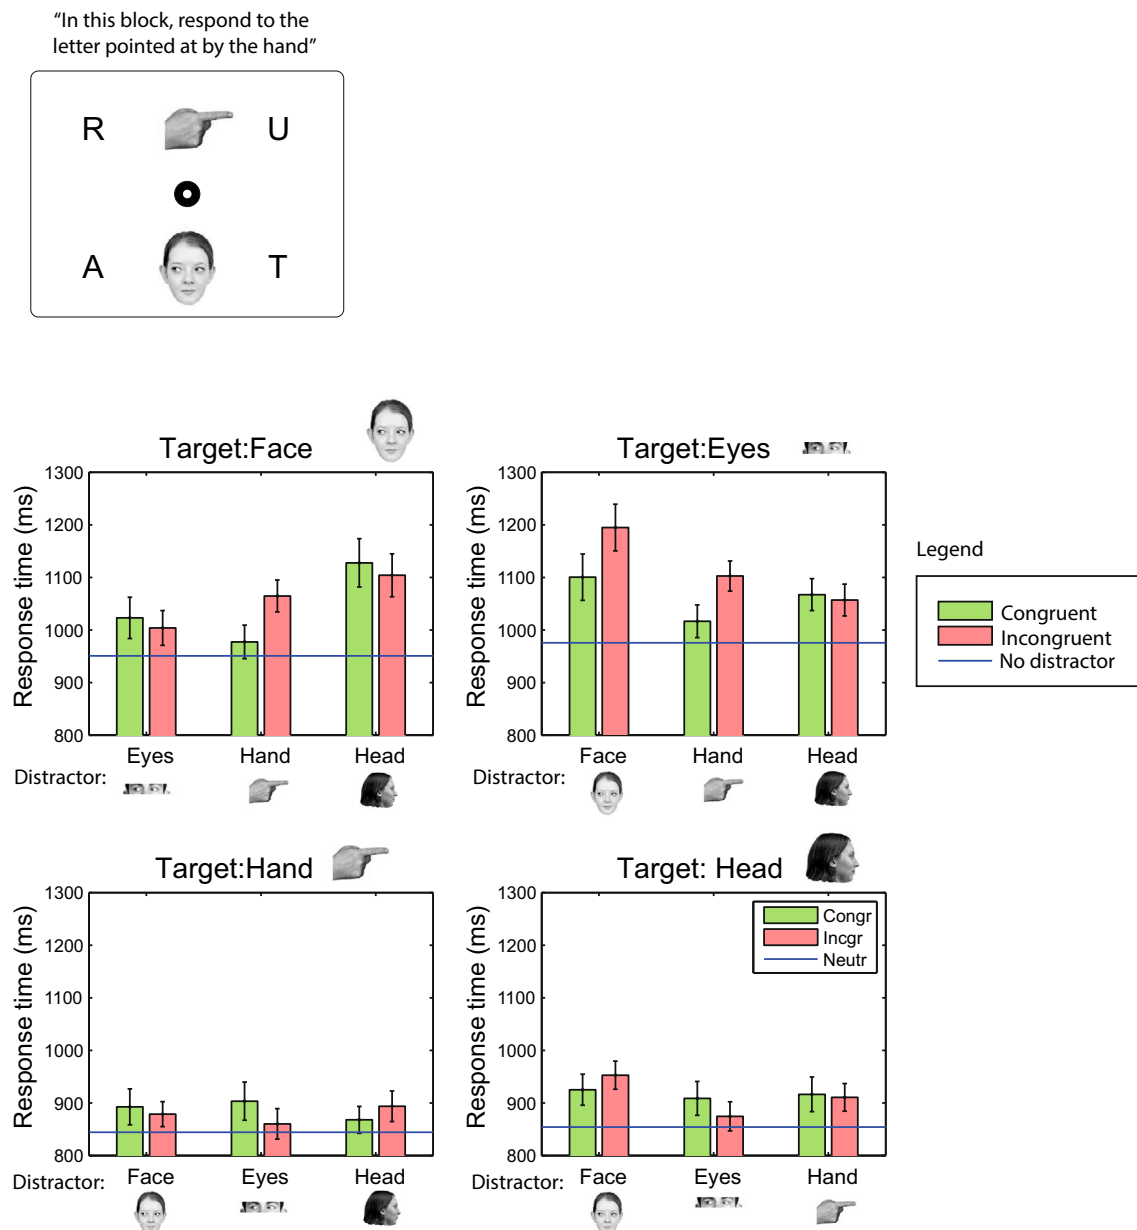 “In this block, respond to the
letter pointed at by the hand”
R U
A T
Target:Face
1300
1200
1100
1000
900
800
Response time (ms)
Eyes Hand Head
Distractor:
Target:Eyes
1300
1200
1100
1000
900
800
Response time (ms)
Face Hand Head
Distractor:
Legend
Congruent
Incongruent
No distractor
Target:Hand
1300
1200
1100
1000
900
800
Response time (ms)
Face Eyes Head
Distractor:
Target: Head
1300
1200
1100
1000
900
800
Response time (ms)
Congr
Incgr
Neutr
Face Eyes Hand
Distractor: